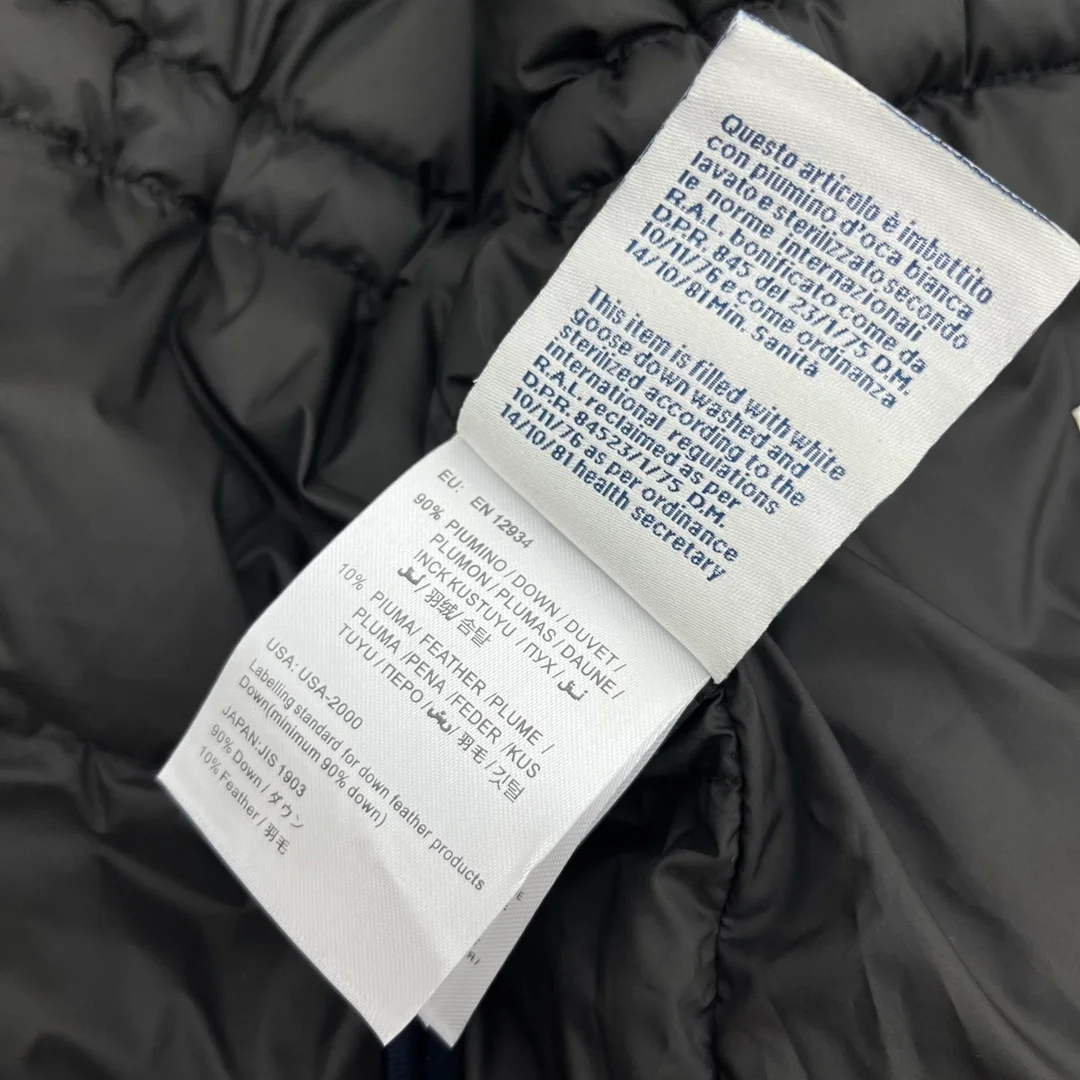 Questo articolo è imbottito
con piumino d'oca bianca
lavato e sterilizzato secondo
le norme internazionali
R.A.L. bonificato come da
D.P.R. 845 del 23/1/75 D.M.
10/11/76 e come ordinanza
14/10/81 Min. Sanità
This item is filled with white
goose down washed and
sterilized according to the
international regulations
R.A.L. reclaimed as per
D.P.R. 84523/1/75 D.M.
10/11/76 as per ordinance
14/10/81 health secretary
EU: EN 12934
90% PIUMINO / DOWN / DUVET /
PLUMON / PLUMAS / DAUNE /
INCK KUSTUYU / ПУХ /
/ 羽绒 / 솜털
10% PIUMA / FEATHER / PLUME /
PLUMA / PENA / FEDER / KUS
TUYU / ПЕРО / / 羽毛 / 깃털
USA: USA-2000
Labelling standard for down feather products
Down(minimum 90% down)
JAPAN:JIS 1903
90% Down / ダウン
10% Feather / 羽毛